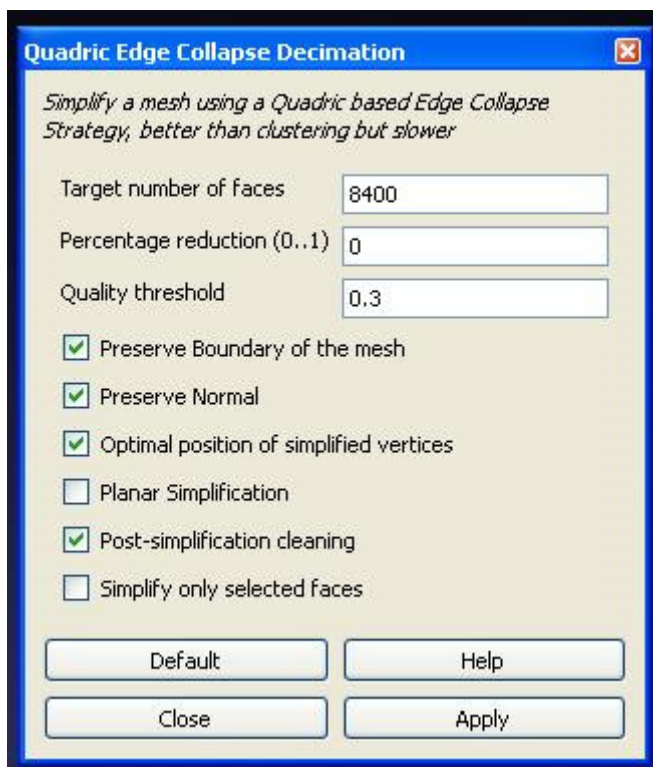 Quadric Edge Collapse Decimation
Simplify a mesh using a Quadric based Edge Collapse
Strategy, better than clustering but slower
Target number of faces 8400
Percentage reduction (0..1) 0
Quality threshold 0.3
Preserve Boundary of the mesh
Preserve Normal
Optimal position of simplified vertices
Planar Simplification
Post-simplification cleaning
Simplify only selected faces
Default Help
Close Apply